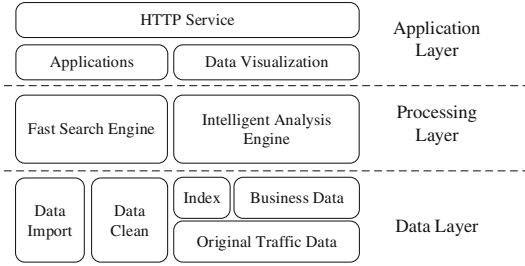 HTTP Service
Application
Layer
Applications
Data Visualization
Fast Search Engine
Intelligent Analysis
Engine
Processing
Layer
Data
Import
Data
Clean
Index
Business Data
Original Traffic Data
Data Layer